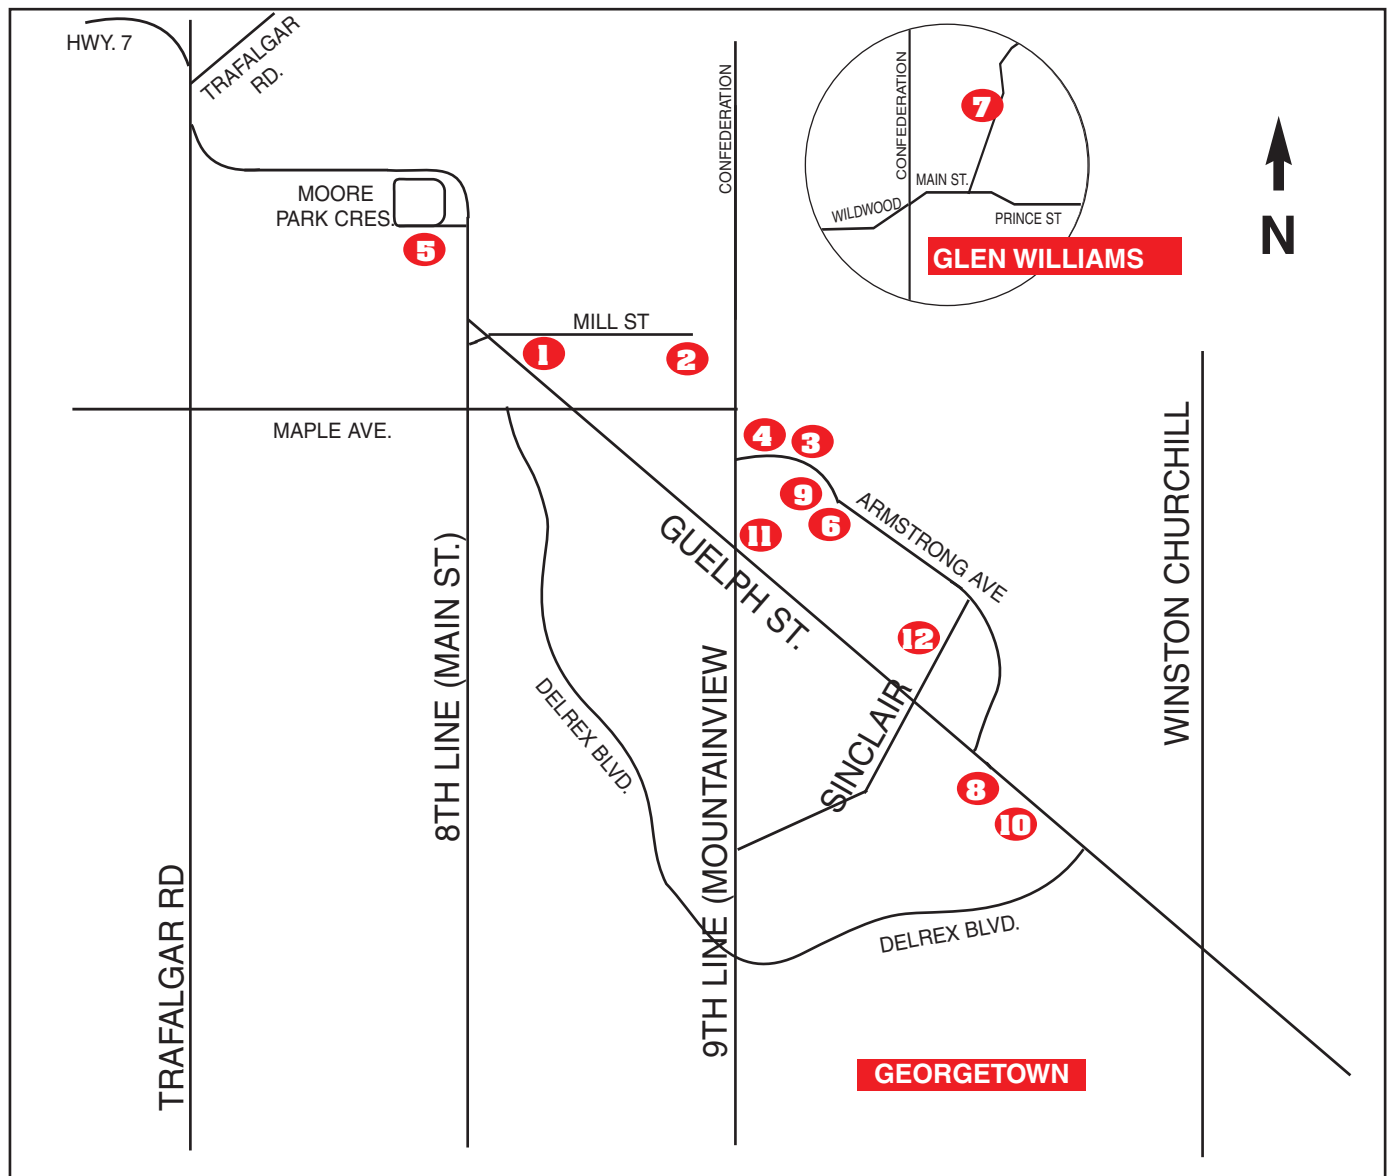 HWY. 7
TRAFALGAR
RD.
CONFEDERATION
CONFEDERATION
7
MAIN ST.
WILDWOOD
PRINCE ST
GLEN WILLIAMS
N
MOORE
PARK CRES.
5
MILL ST
1
2
MAPLE AVE.
4
3
9
6
11
ARMSTRONG AVE
GUELPH ST.
12
WINSTON CHURCHILL
8TH LINE (MAIN ST.)
DELREX BLVD.
SINCLAIR
8
10
9TH LINE (MOUNTAINVIEW
DELREX BLVD.
TRAFALGAR RD
GEORGETOWN